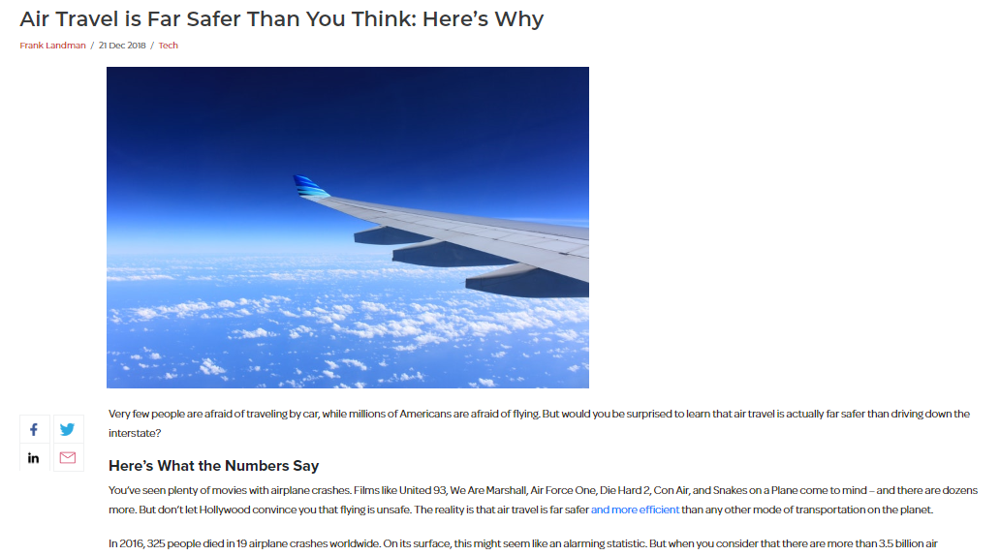 Air Travel is Far Safer Than You Think: Here's Why
Frank Landman / 21 Dec 2018 / Tech
Very few people are afraid of traveling by car, while millions of Americans are afraid of flying. But would you be surprised to learn that air travel is actually far safer than driving down the
interstate?
Here's What the Numbers Say
You've seen plenty of movies with airplane crashes. Films like United 93, We Are Marshall, Air Force One, Die Hard 2, Con Air, and Snakes on a Plane come to mind – and there are dozens
more. But don't let Hollywood convince you that flying is unsafe. The reality is that air travel is far safer and more efficient than any other mode of transportation on the planet.
In 2016, 325 people died in 19 airplane crashes worldwide. On its surface, this might seem like an alarming statistic. But when you consider that there are more than 3.5 billion air